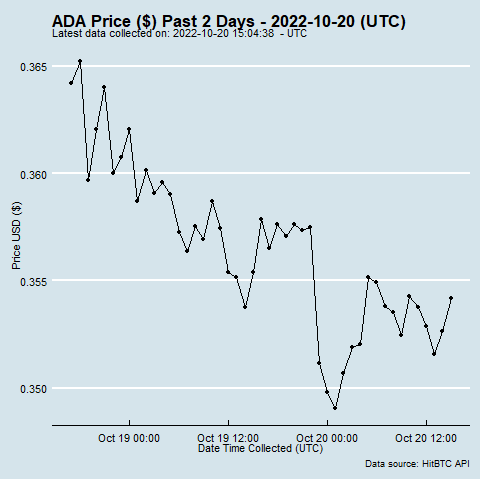 ADA Price ($) Past 2 Days - 2022-10-20 (UTC)
Latest data collected on: 2022-10-20 15:04:38  - UTC
0.365
0.360
0.355
0.350
Price USD ($)
Oct 19 00:00 Oct 19 12:00 Oct 20 00:00 Oct 20 12:00
Date Time Collected (UTC)
Data source: HitBTC API